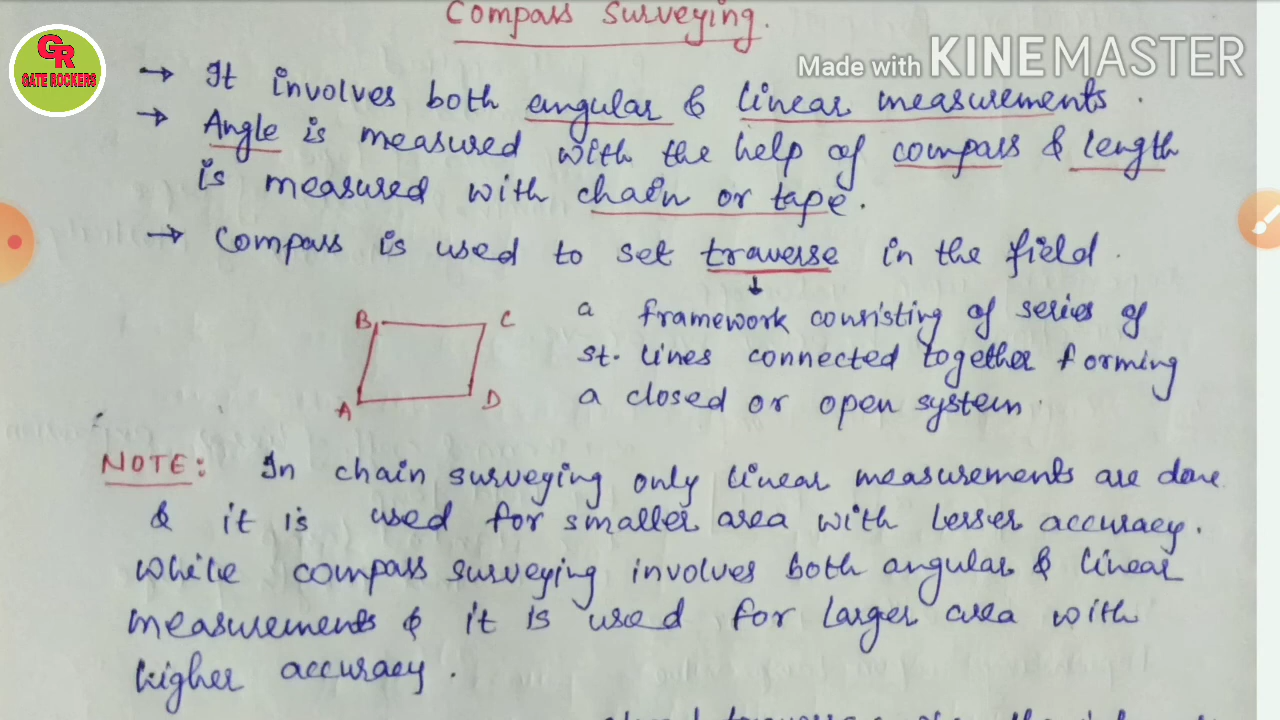 Compass Surveying.
GR
GATE ROCKERS
Made with KINEMASTER
→ It involves both angular & linear measurements.
→ Angle is measured with the help of compass & length
is measured with chain or tape.
→ Compass is used to set traverse in the field.
↓
a framework consisting of series of
st. lines connected together forming
a closed or open system.
B C
A D
NOTE: In chain surveying only linear measurements are done
& it is used for smaller area with lesser accuracy.
While compass surveying involves both angular & linear
measurements & it is used for larger area with
higher accuracy.